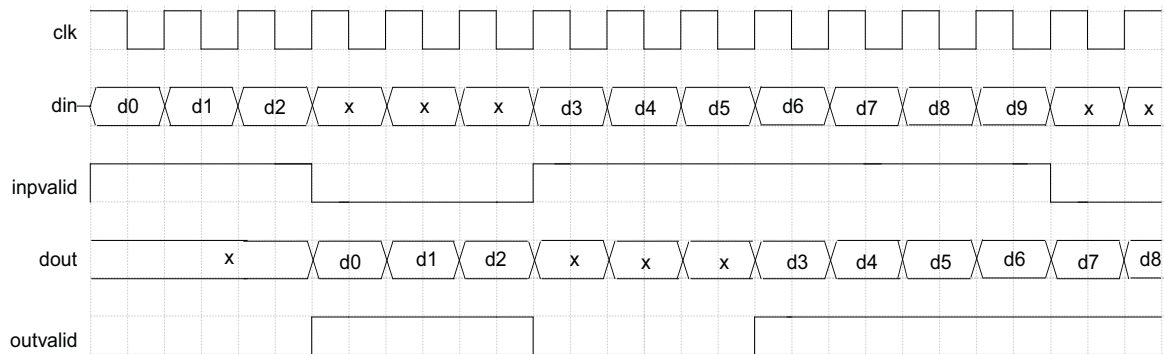 clk
din d0 d1 d2 x x x d3 d4 d5 d6 d7 d8 d9 x x
inpvalid
dout x d0 d1 d2 x x x d3 d4 d5 d6 d7 d8
outvalid